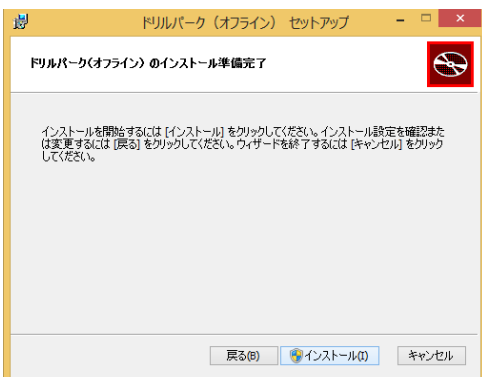 ドリルパーク（オフライン） セットアップ
ドリルパーク(オフライン) のインストール準備完了
インストールを開始するには [インストール] をクリックしてください。インストール設定を確認また
は変更するには [戻る] をクリックしてください。ウィザードを終了するには [キャンセル] をクリック
してください。
戻る(B) インストール(I) キャンセル